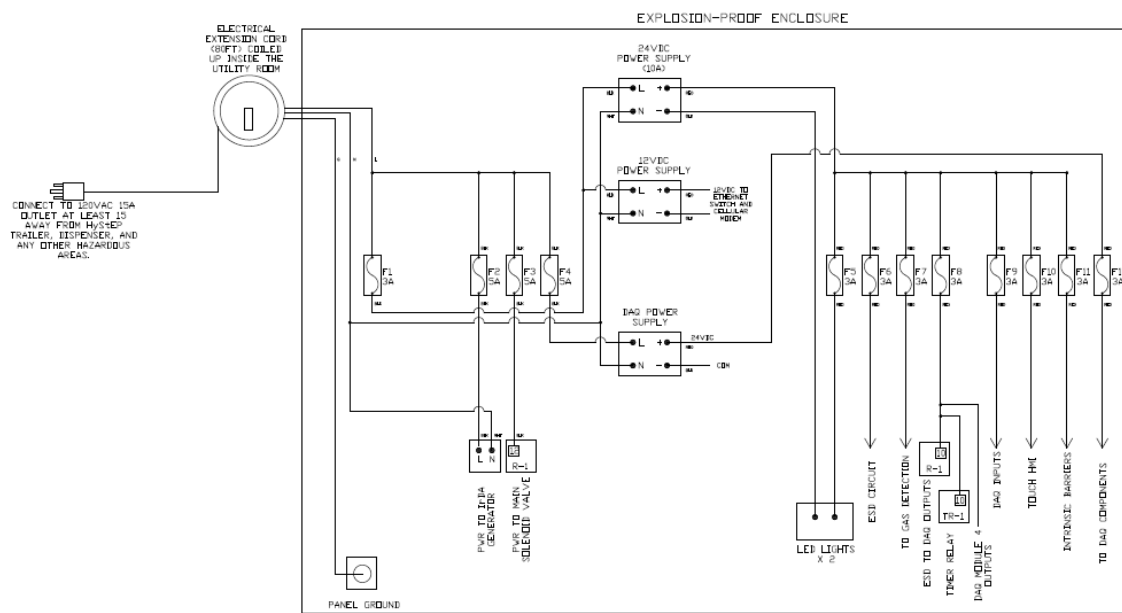 EXPLOSION-PROOF ENCLOSURE
ELECTRICAL
EXTENSION CORD
(80FT) COILED
UP INSIDE THE
UTILITY ROOM
CONNECT TO 120VAC 15A
OUTLET AT LEAST 15
AWAY FROM HyStEP
TRAILER, DISPENSER, AND
ANY OTHER HAZARDOUS
AREAS.
24VDC
POWER SUPPLY
(10A)
L +
N -
12VDC
POWER SUPPLY
L +
N -
12VDC TO
ETHERNET
SWITCH AND
CELLULAR
MODEM
DAQ POWER
SUPPLY
L +
N -
24VDC
COM
F1
3A
F2
5A
F3
5A
F4
5A
F5
3A
F6
3A
F7
3A
F8
3A
F9
3A
F10
3A
F11
3A
F1
3A
L N
R-1
PWR TO IrDA
GENERATOR
PWR TO MAIN
SOLENOID VALVE
PANEL GROUND
LED LIGHTS
X 2
ESD CIRCUIT
TO GAS DETECTION
10
R-1
ESD TO DAQ OUTPUTS
10
TR-1
TIMER RELAY
DAQ MODULE 4
OUTPUTS
DAQ INPUTS
TOUCH HMI
INTRINSIC BARRIERS
TO DAQ COMPONENTS